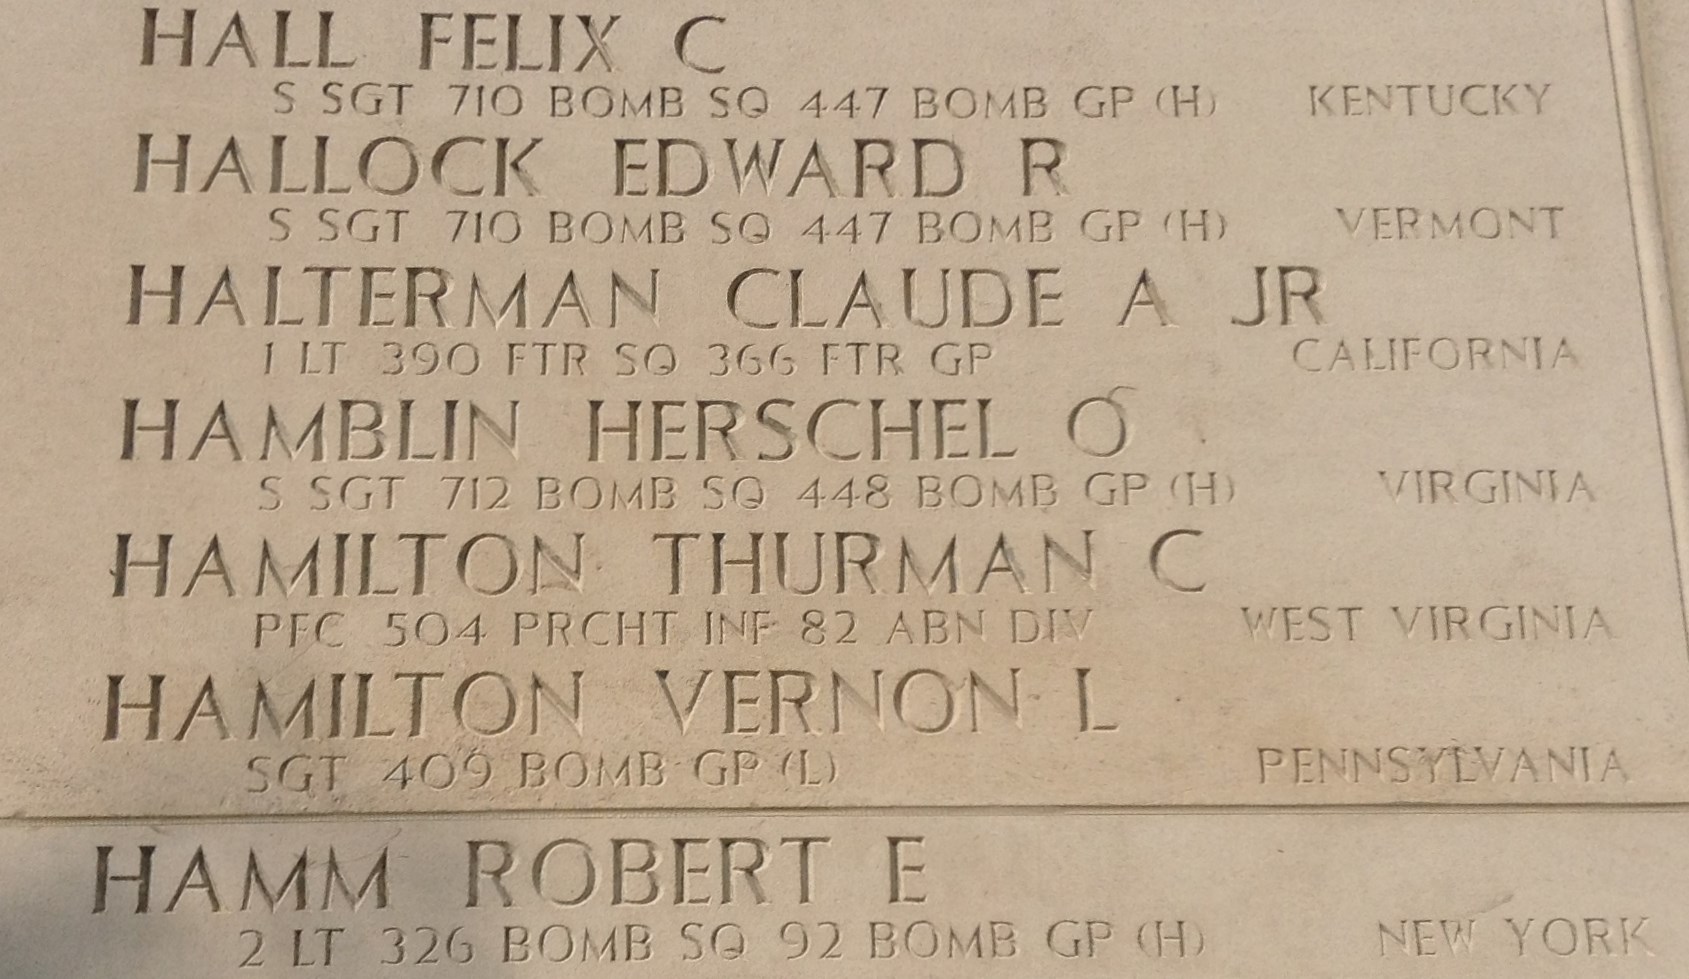 HALL FELIX C
S SGT 710 BOMB SQ 447 BOMB GP (H) KENTUCKY
HALLOCK EDWARD R
S SGT 710 BOMB SQ 447 BOMB GP (H) VERMONT
HALTERMAN CLAUDE A JR
1 LT 390 FTR SQ 366 FTR GP CALIFORNIA
HAMBLIN HERSCHEL O
S SGT 712 BOMB SQ 448 BOMB GP (H) VIRGINIA
HAMILTON THURMAN C
PFC 504 PRCHT INF 82 ABN DIV WEST VIRGINIA
HAMILTON VERNON L
SGT 409 BOMB GP (L) PENNSYLVANIA
HAMM ROBERT E
2 LT 326 BOMB SQ 92 BOMB GP (H) NEW YORK